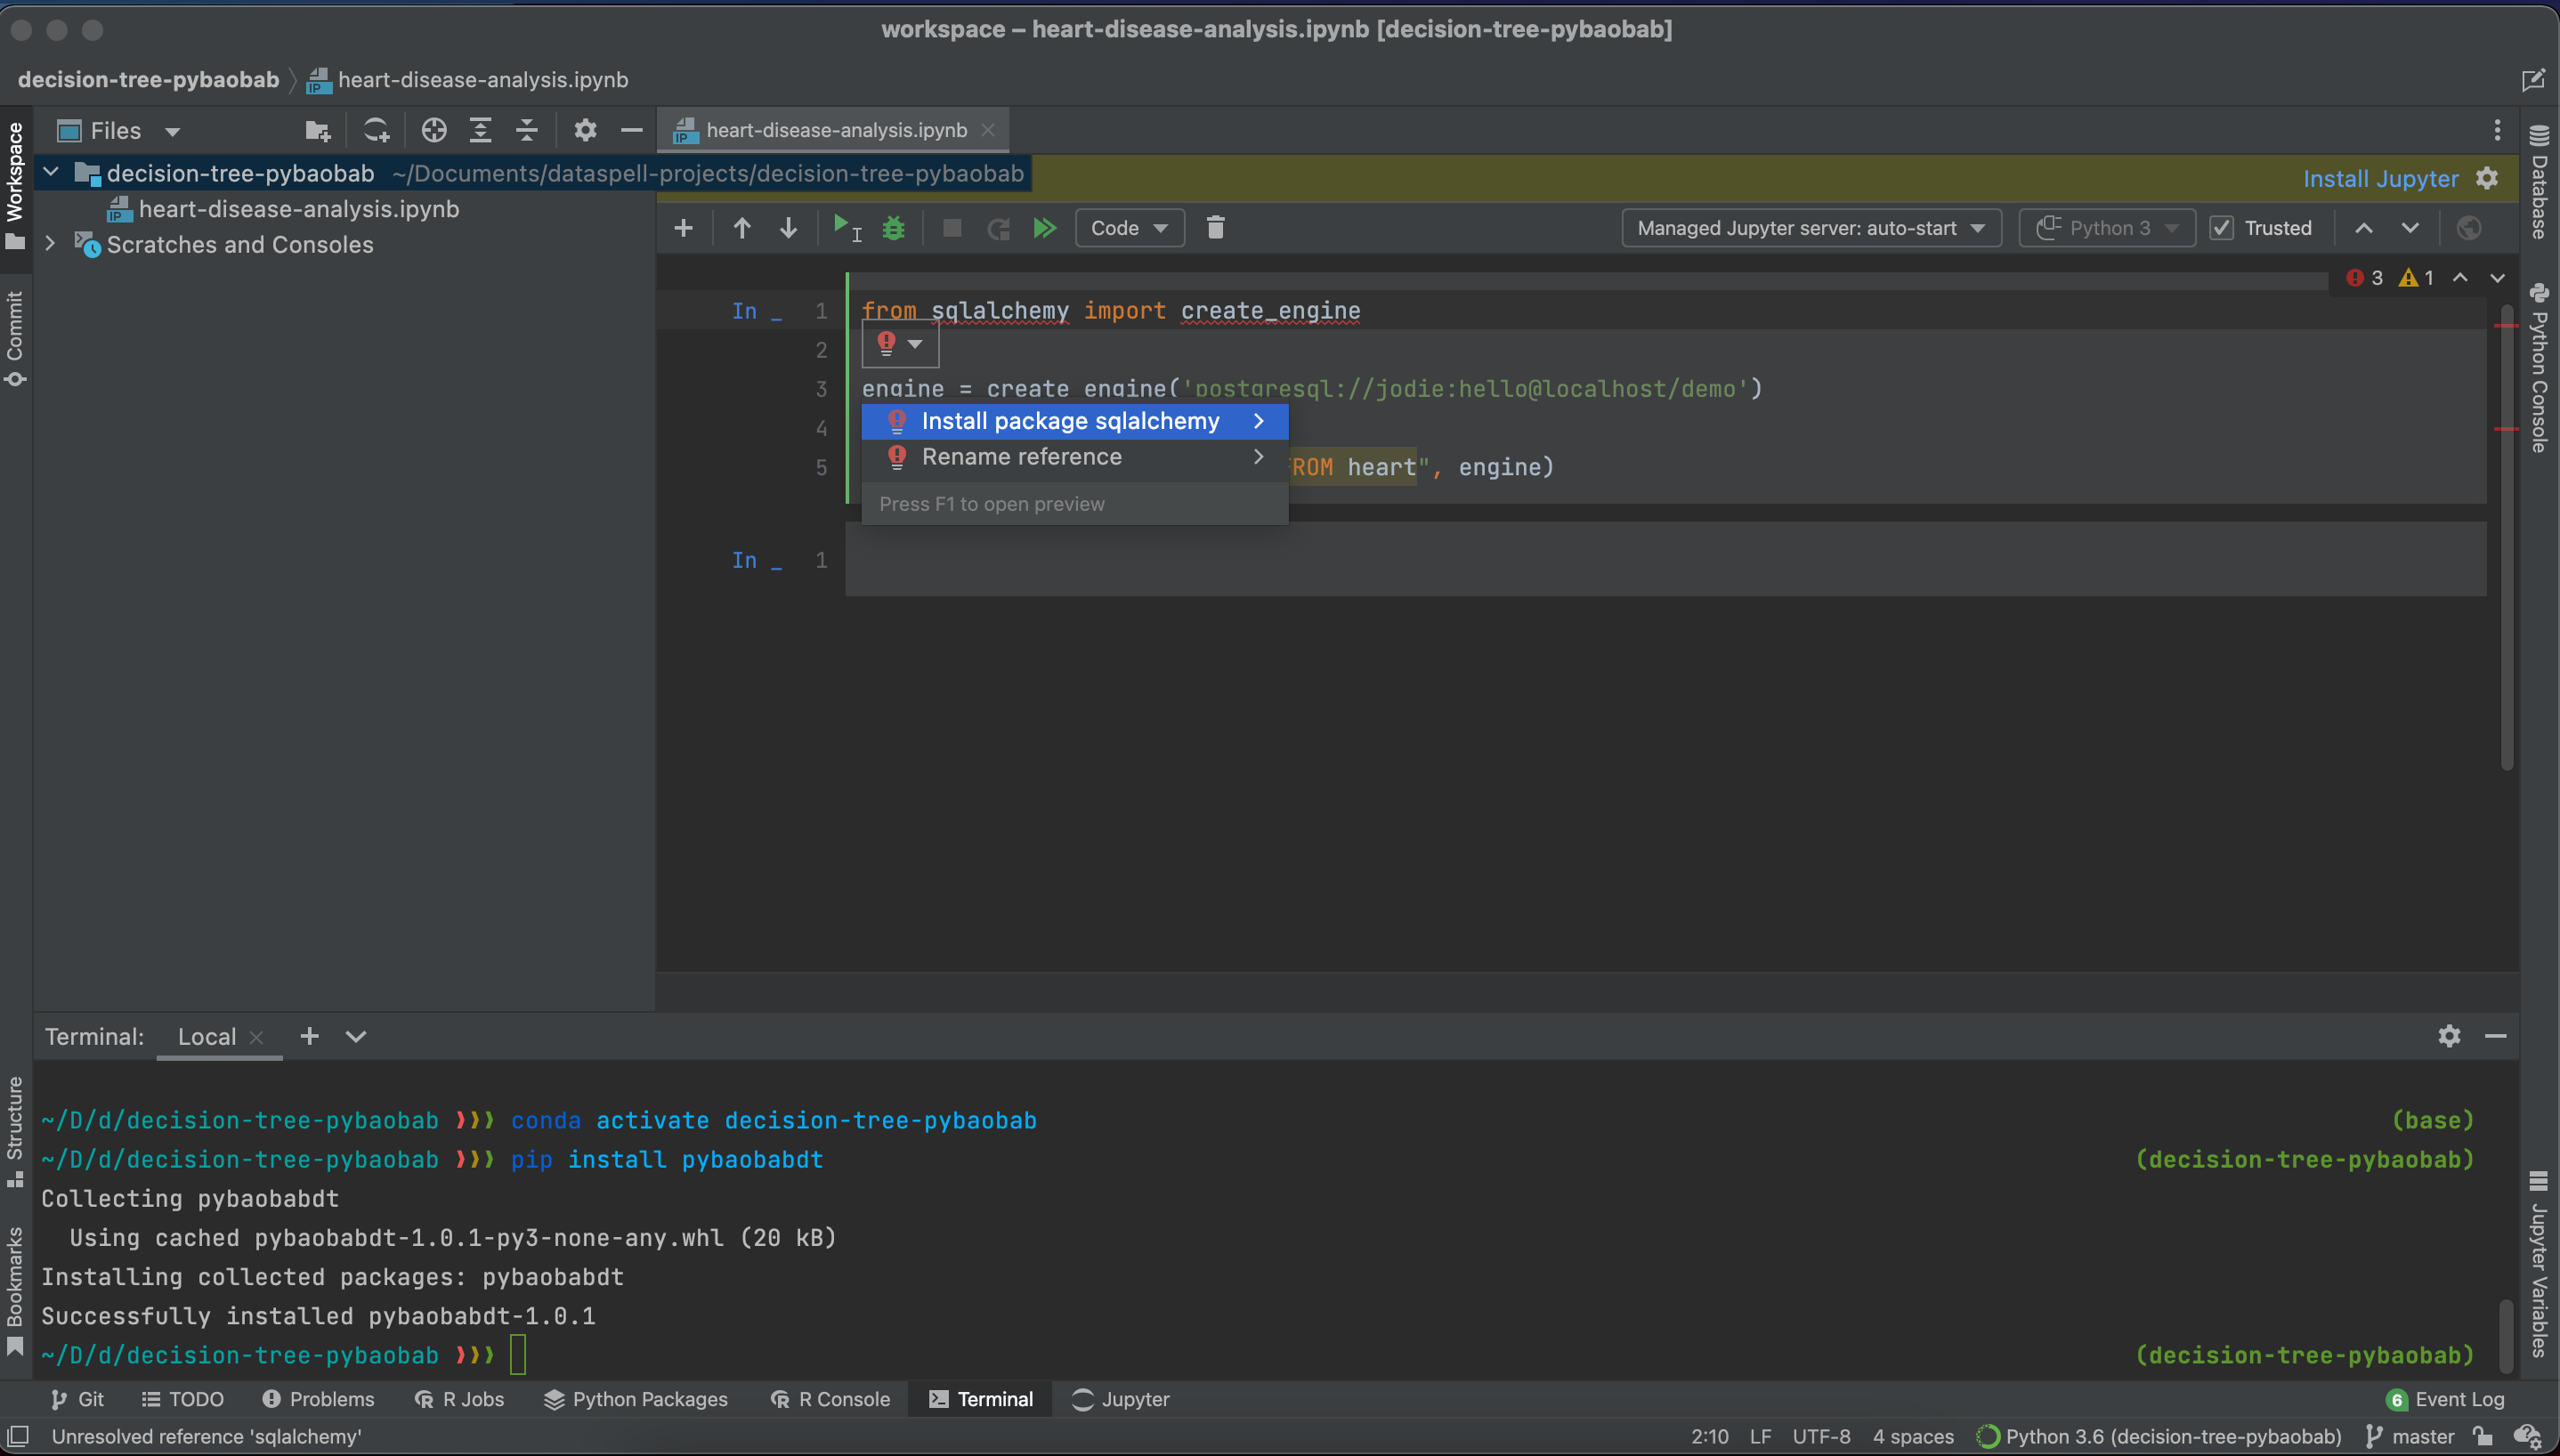 workspace – heart-disease-analysis.ipynb [decision-tree-pybaobab]
decision-tree-pybaobab
heart-disease-analysis.ipynb
Workspace
Commit
Structure
Bookmarks
Files
decision-tree-pybaobab ~/Documents/dataspell-projects/decision-tree-pybaobab
heart-disease-analysis.ipynb
Scratches and Consoles
heart-disease-analysis.ipynb
Install Jupyter
Code
Managed Jupyter server: auto-start
Python 3
Trusted
3 1
In _ 1 from sqlalchemy import create_engine
2
3 engine = create_engine('postgresql://jodie:hello@localhost/demo')
4
5 FROM heart", engine)
Install package sqlalchemy
Rename reference
Press F1 to open preview
In _ 1
Database
Python Console
Jupyter Variables
Terminal: Local
~/D/d/decision-tree-pybaobab ❯❯❯ conda activate decision-tree-pybaobab (base)
~/D/d/decision-tree-pybaobab ❯❯❯ pip install pybaobabdt (decision-tree-pybaobab)
Collecting pybaobabdt
Using cached pybaobabdt-1.0.1-py3-none-any.whl (20 kB)
Installing collected packages: pybaobabdt
Successfully installed pybaobabdt-1.0.1
~/D/d/decision-tree-pybaobab ❯❯❯ (decision-tree-pybaobab)
Git TODO Problems R Jobs Python Packages R Console Terminal Jupyter 6 Event Log
Unresolved reference 'sqlalchemy' 2:10 LF UTF-8 4 spaces Python 3.6 (decision-tree-pybaobab) master